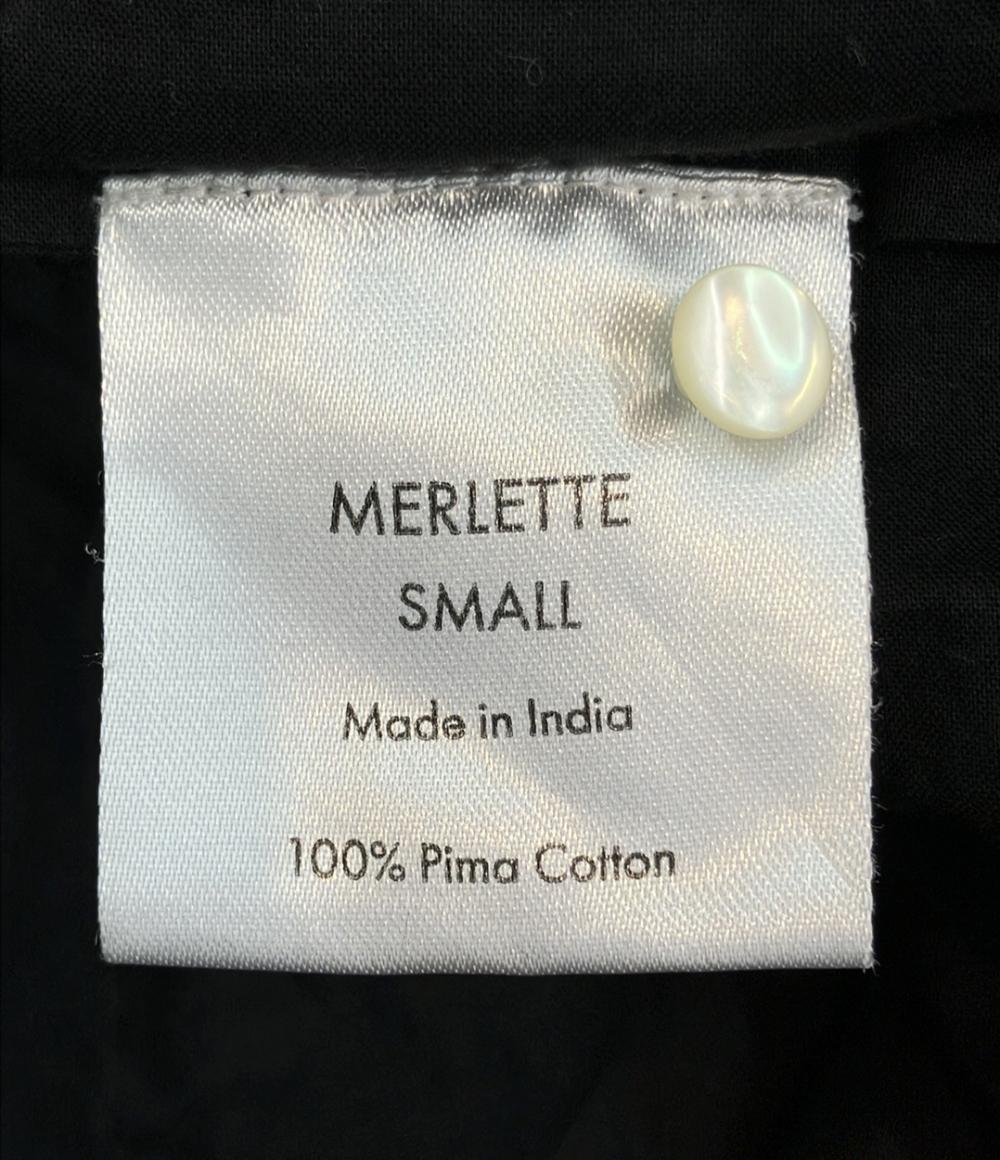 MERLETTE
SMALL
Made in India
100% Pima Cotton